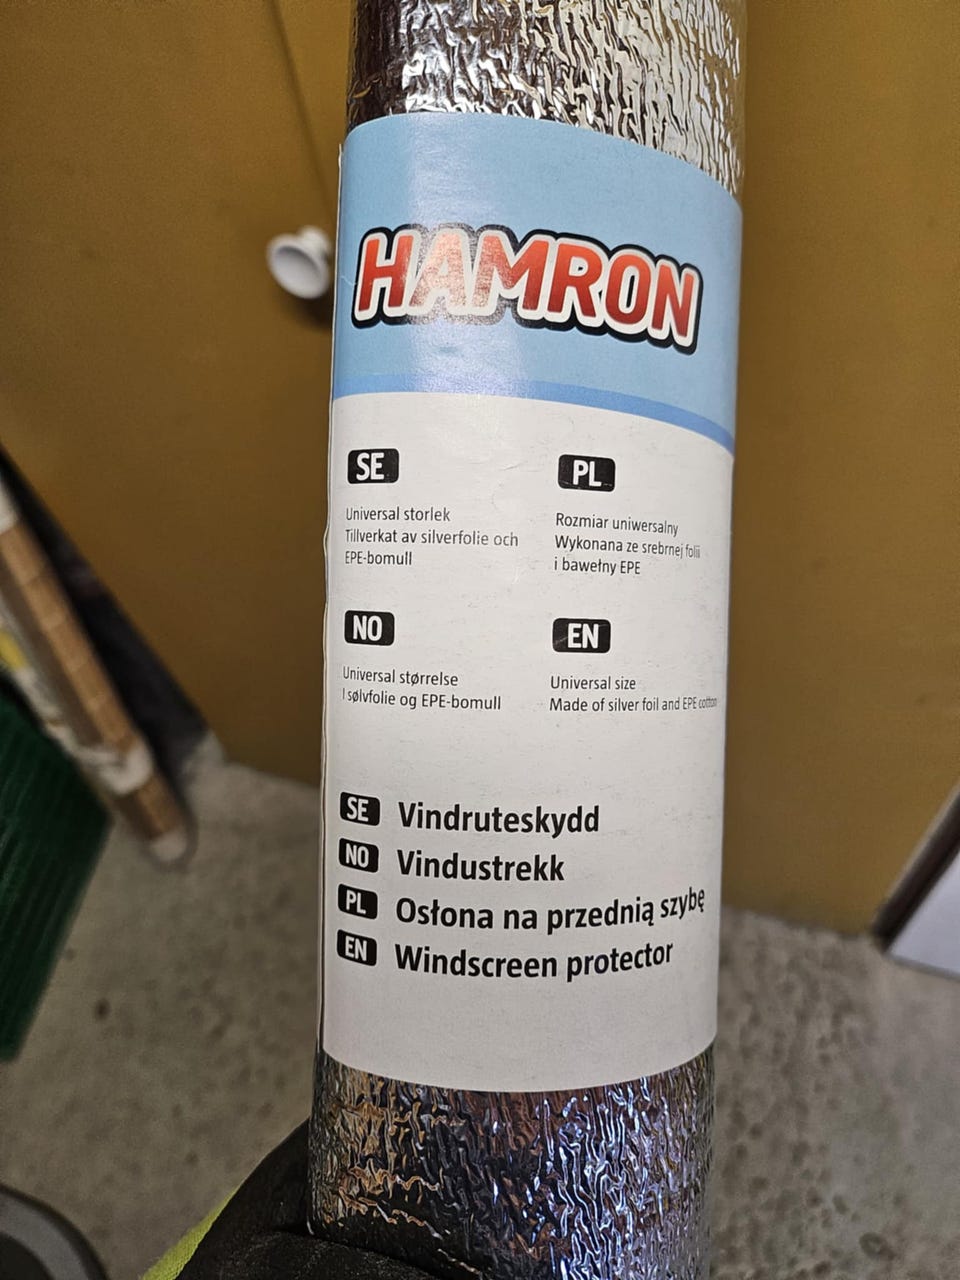 HAMRON
SE
Universal storlek
Tillverkat av silverfolie och
EPE-bomull
PL
Rozmiar uniwersalny
Wykonana ze srebrnej folii
i bawełny EPE
NO
Universal størrelse
I sølvfolie og EPE-bomull
EN
Universal size
Made of silver foil and EPE cotton
SE Vindruteskydd
NO Vindustrekk
PL Osłona na przednią szybę
EN Windscreen protector